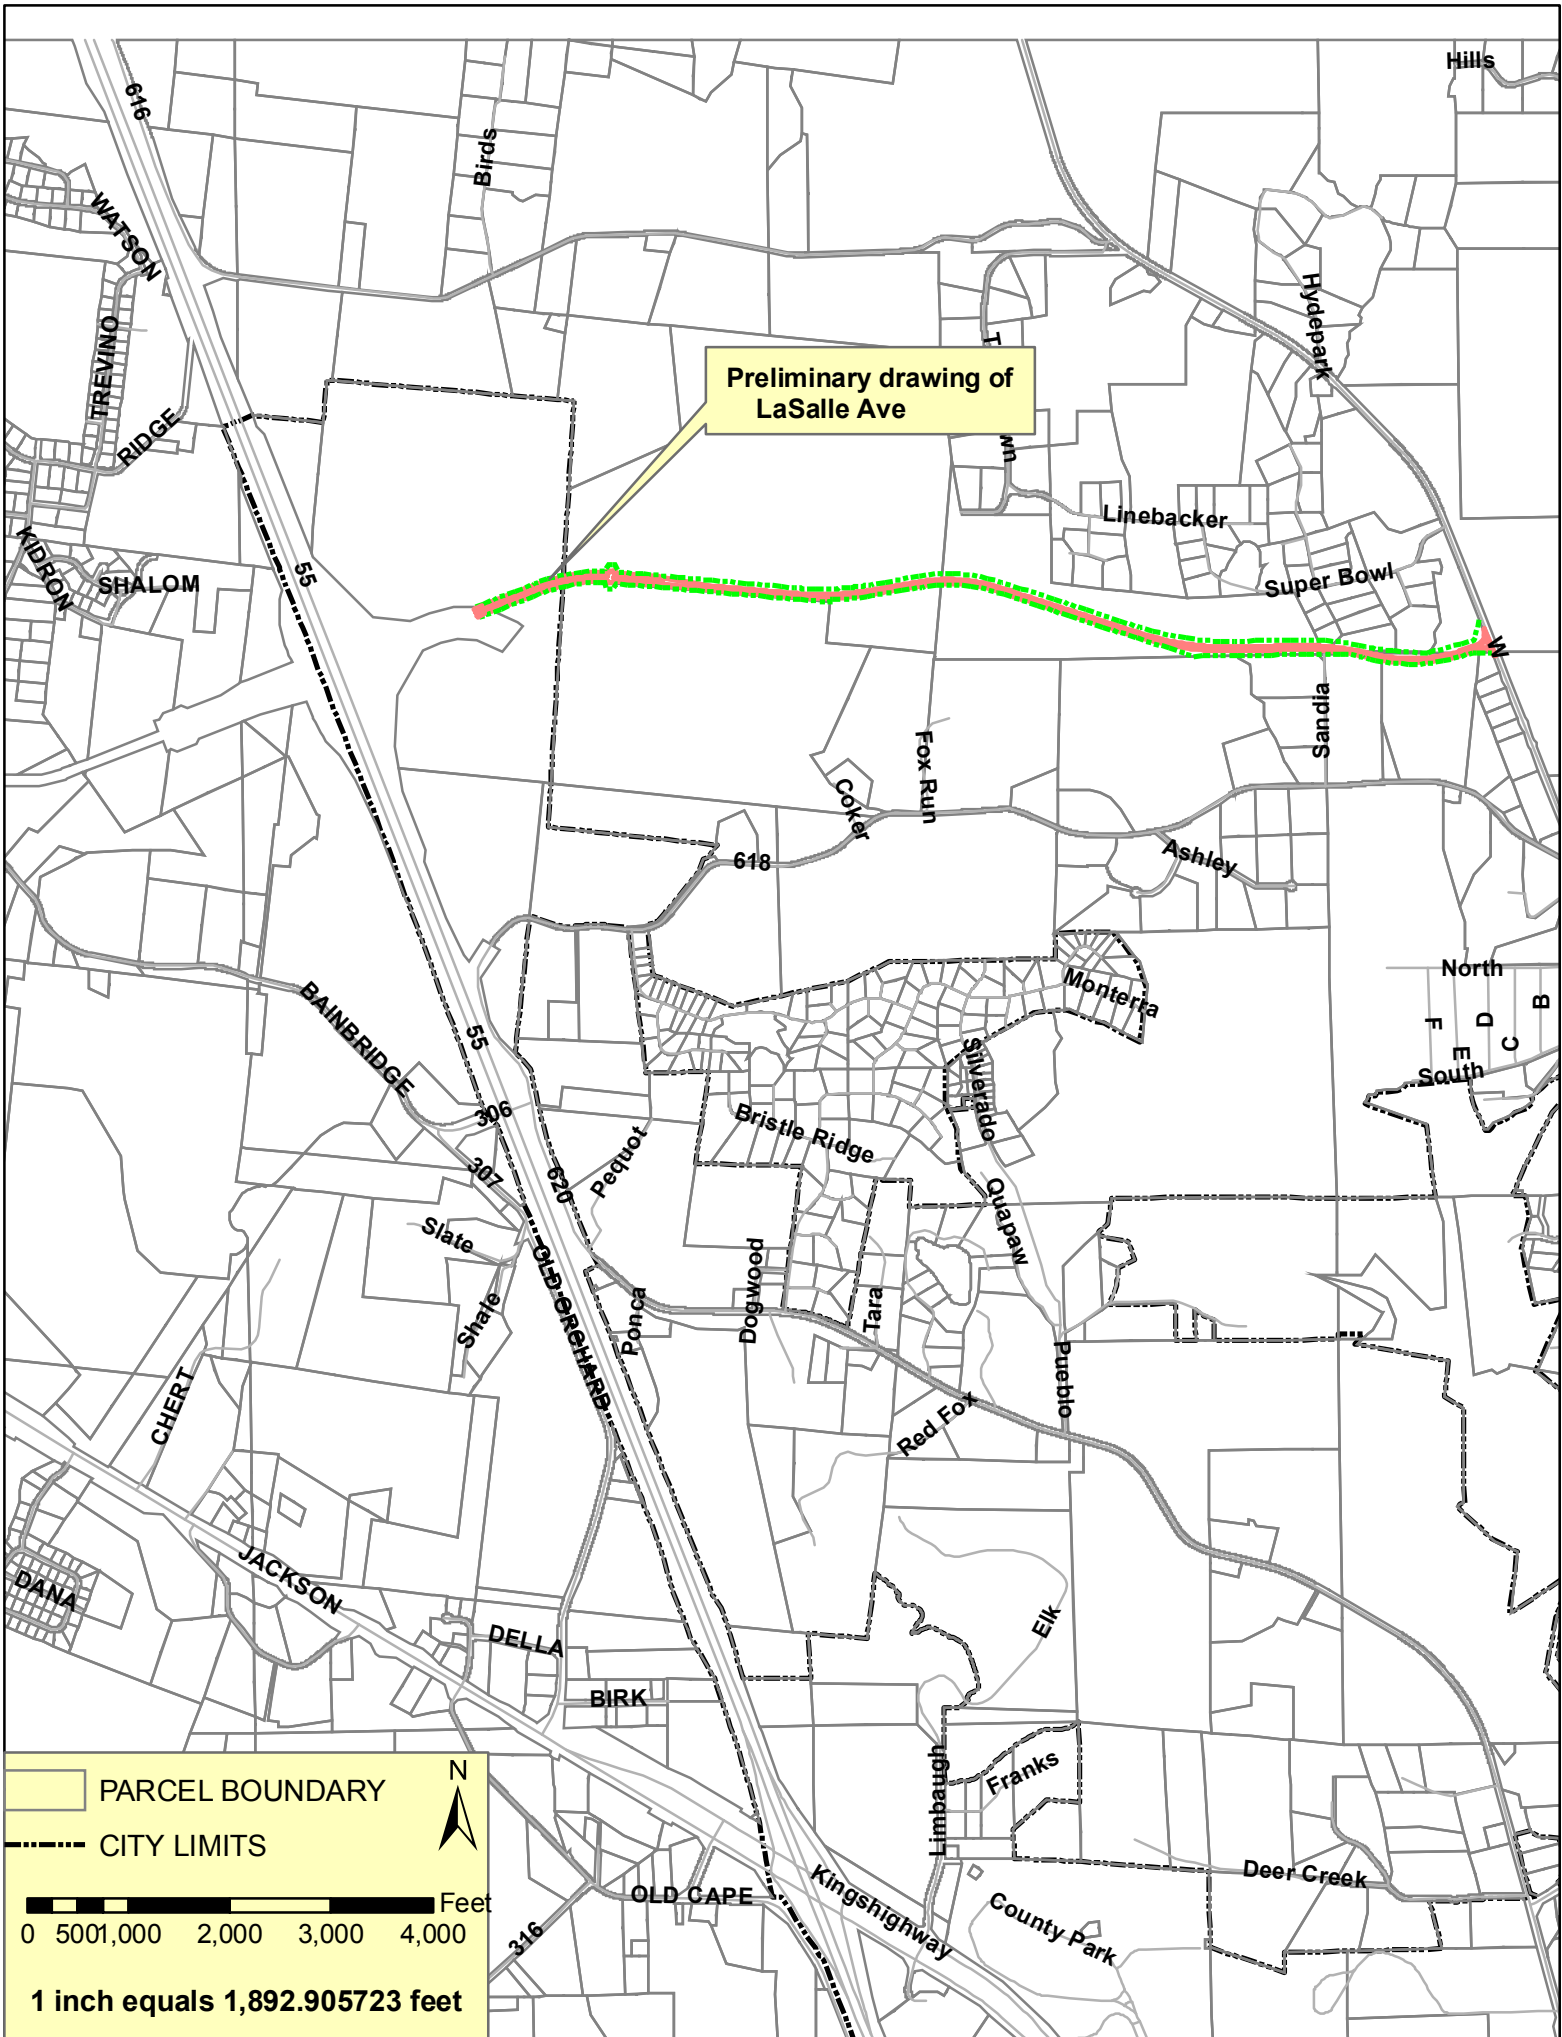 Hills
616
Birds
WATSON
Hydepark
TREVINO
T
Preliminary drawing of
LaSalle Ave
RIDGE
wn
Linebacker
KIDRON
SHALOM
55
Super Bowl
W
Sandia
Fox Run
Coker
618
Ashley
North
BAINBRIDGE
Monterra
B
F
D
C
E
South
55
Silverado
306
Bristle Ridge
307
620
Pequot
Quapaw
Slate
OLD ORCHARD
Dogwood
Shale
Ponca
Tara
Pueblo
CHERT
Red Fox
JACKSON
DANA
Elk
DELLA
BIRK
Limbaugh
Franks
Deer Creek
OLD CAPE
Kingshighway
County Park
316
PARCEL BOUNDARY
N
CITY LIMITS
Feet
0 500 1,000 2,000 3,000 4,000
1 inch equals 1,892.905723 feet